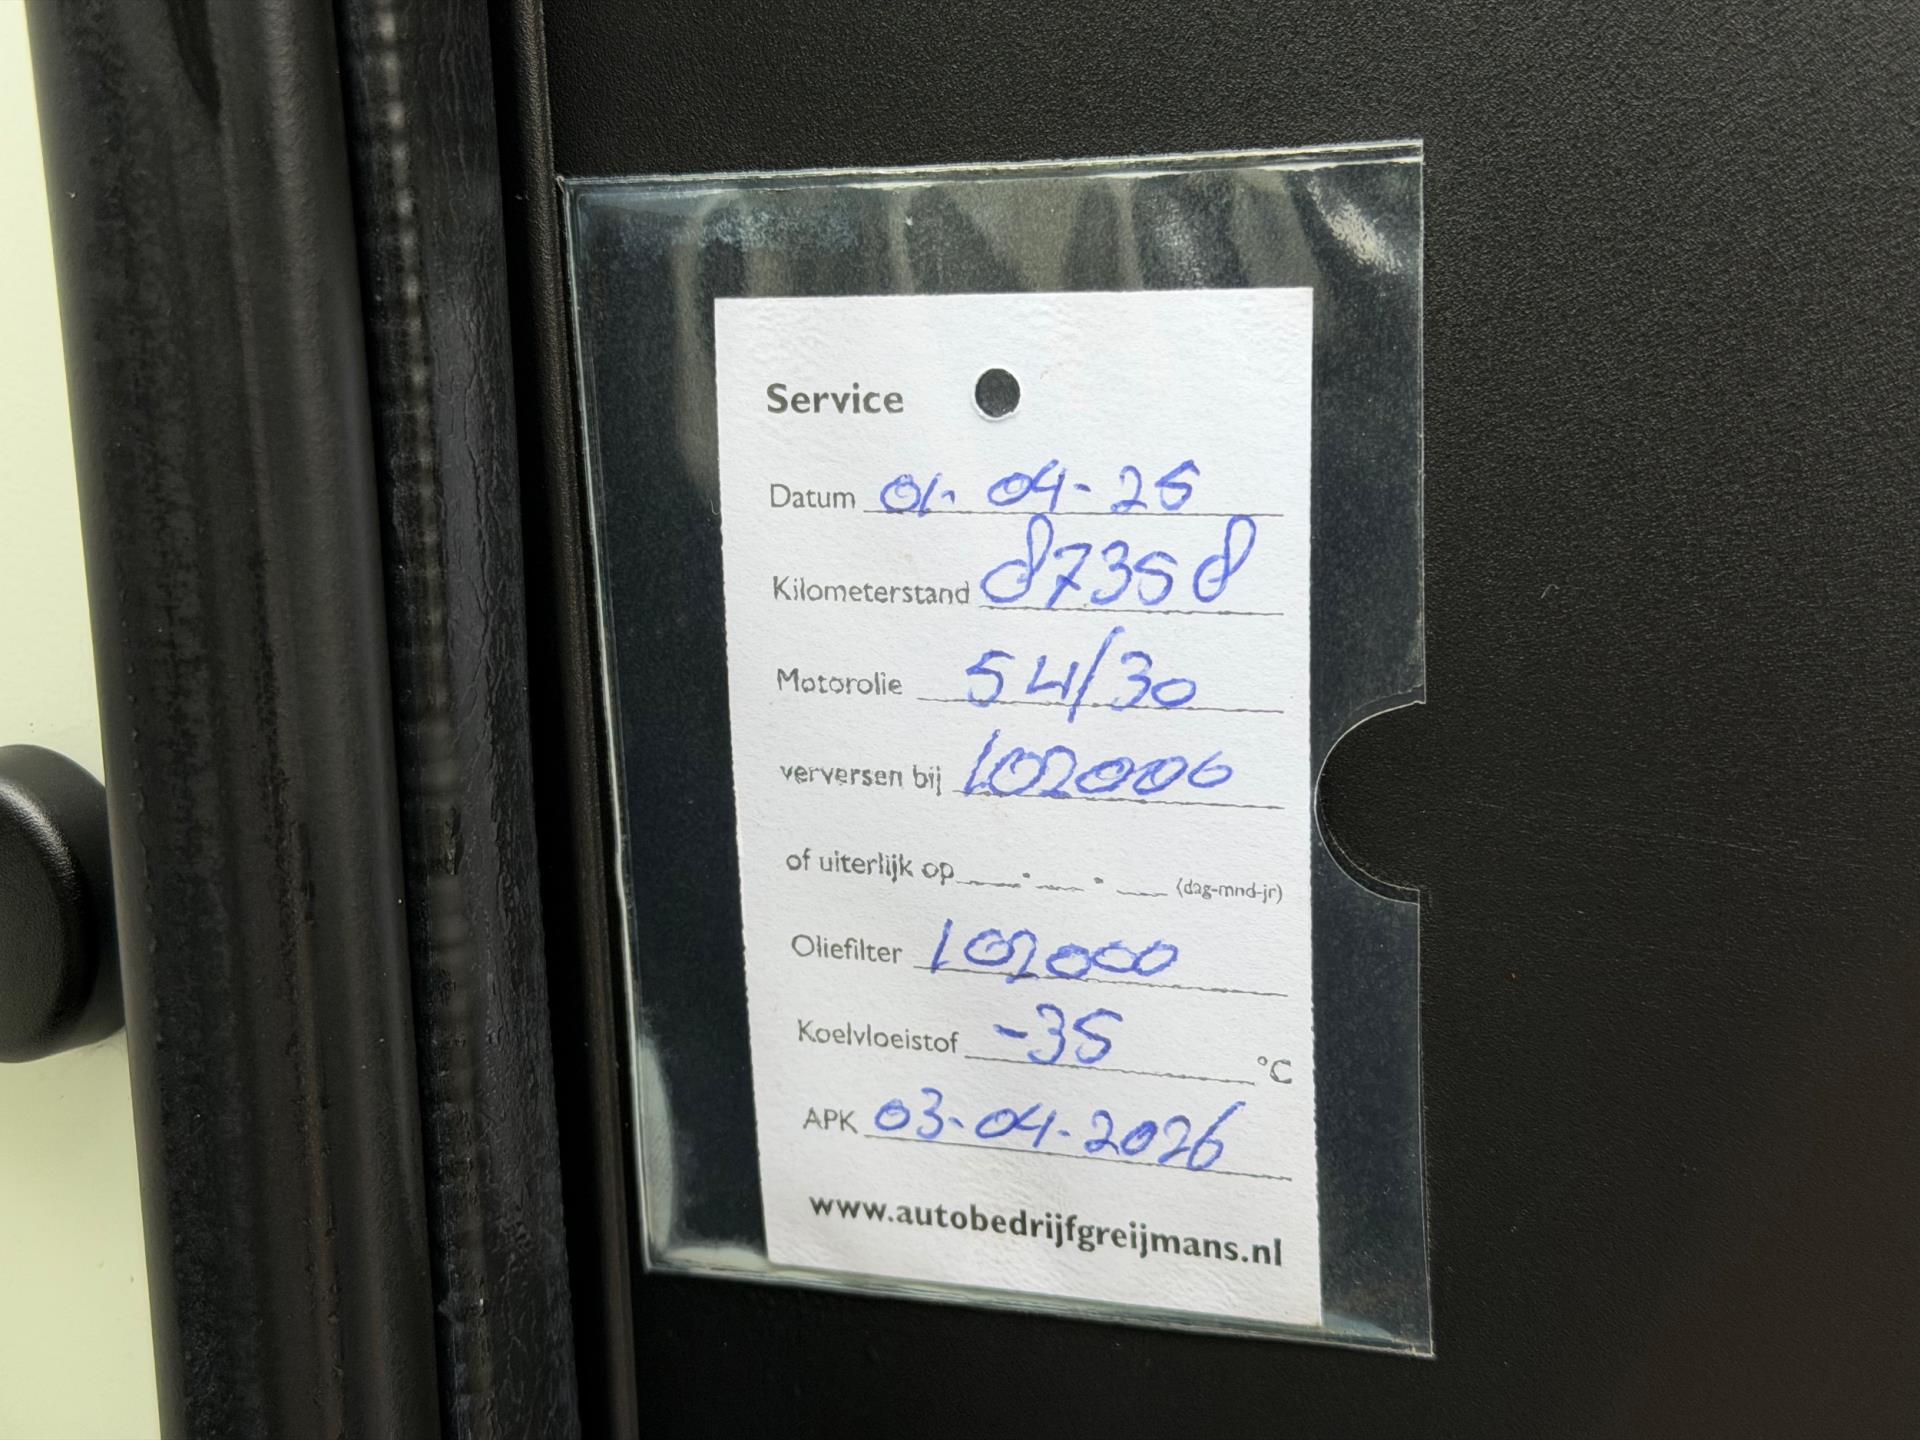 Service
Datum 01-04-25
Kilometerstand 87358
Motorolie 5W/30
verversen bij 102000
of uiterlijk op . . (dag-mnd-jr)
Oliefilter 102000
Koelvloeistof -35 °C
APK 03-04-2026
www.autobedrijfgreijmans.nl